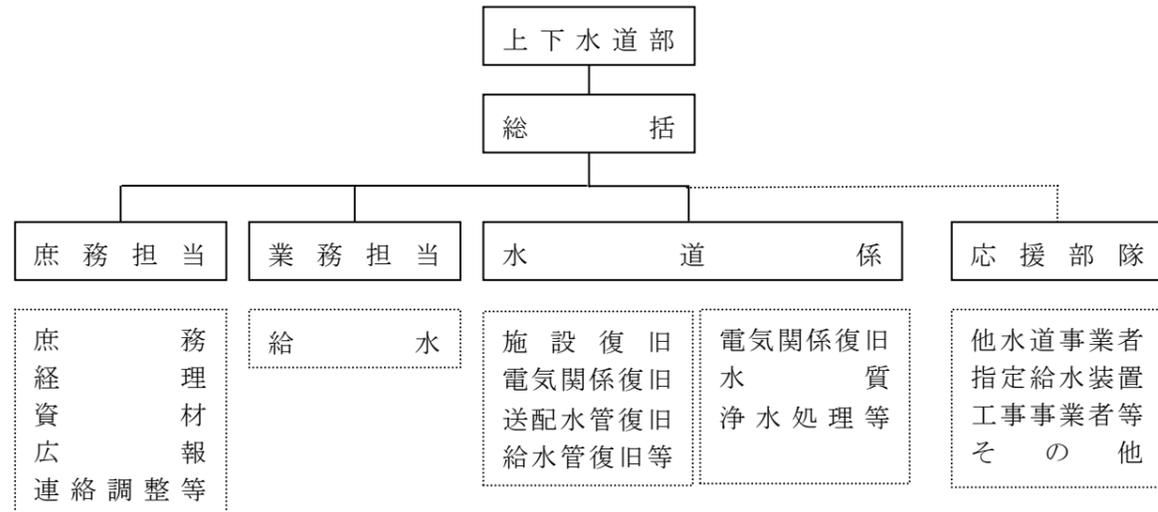 上下水道部
総括
庶務担当
業務担当
水道係
応援部隊
庶務
経理
資材
広報
連絡調整等
給水
施設復旧
電気関係復旧
送配水管復旧
給水管復旧等
電気関係復旧
水質
浄水処理等
他水道事業者
指定給水装置
工事事業者等
その他